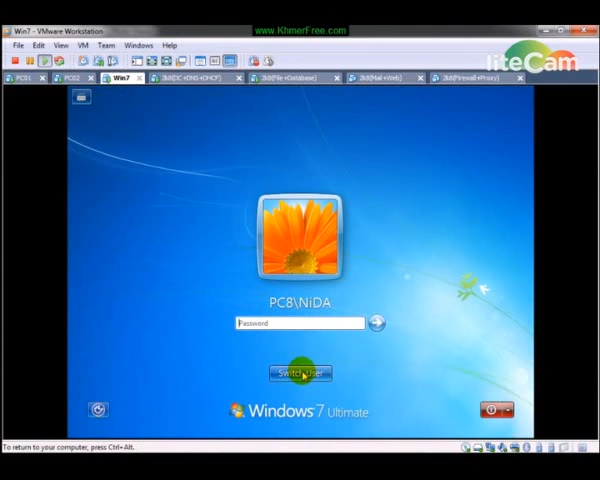 www.KhmerFree.com
Win7 - VMware Workstation
File Edit View VM Team Windows Help
liteCam
PC01 PC02 Win7 2k8(DC+DNS+DHCP) 2k8(File+Database) 2k8(Mail+Web) 2k8(Firewall+Proxy)
PC8\NiDA
Password
Switch User
Windows 7 Ultimate
To return to your computer, press Ctrl+Alt.